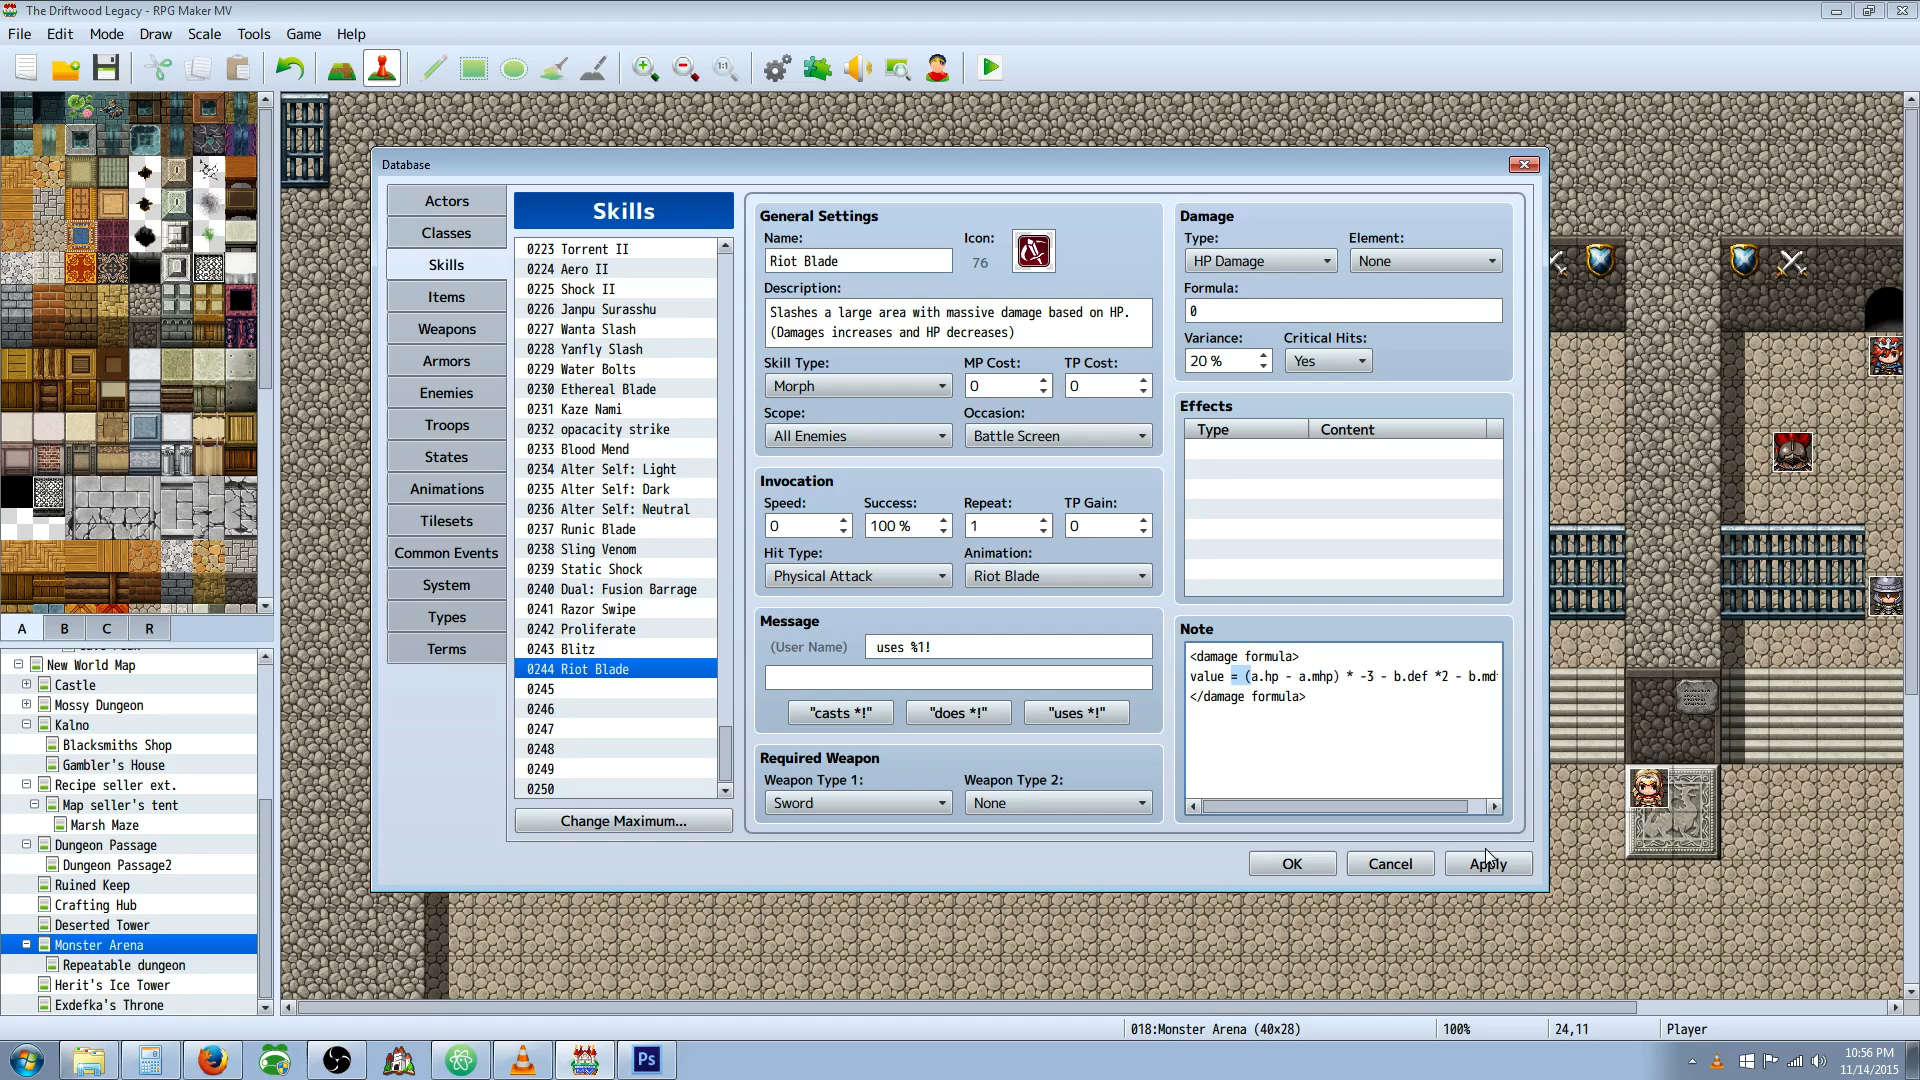 The Driftwood Legacy - RPG Maker MV
File Edit Mode Draw Scale Tools Game Help
1:1
Database
Actors
Classes
Skills
Items
Weapons
Armors
Enemies
Troops
States
Animations
Tilesets
Common Events
System
Types
Terms
Skills
0223 Torrent II
0224 Aero II
0225 Shock II
0226 Janpu Surasshu
0227 Wanta Slash
0228 Yanfly Slash
0229 Water Bolts
0230 Ethereal Blade
0231 Kaze Nami
0232 opacacity strike
0233 Blood Mend
0234 Alter Self: Light
0235 Alter Self: Dark
0236 Alter Self: Neutral
0237 Runic Blade
0238 Sling Venom
0239 Static Shock
0240 Dual: Fusion Barrage
0241 Razor Swipe
0242 Proliferate
0243 Blitz
0244 Riot Blade
0245
0246
0247
0248
0249
0250
Change Maximum...
General Settings
Name: Icon:
Riot Blade 76
Description:
Slashes a large area with massive damage based on HP.
(Damages increases and HP decreases)
Skill Type: MP Cost: TP Cost:
Morph 0 0
Scope: Occasion:
All Enemies Battle Screen
Invocation
Speed: Success: Repeat: TP Gain:
0 100 % 1 0
Hit Type: Animation:
Physical Attack Riot Blade
Message
(User Name) uses %1!
"casts *!" "does *!" "uses *!"
Required Weapon
Weapon Type 1: Weapon Type 2:
Sword None
Damage
Type: Element:
HP Damage None
Formula:
0
Variance: Critical Hits:
20 % Yes
Effects
Type Content
Note
<damage formula>
value = (a.hp - a.mhp) * -3 - b.def *2 - b.md
</damage formula>
OK Cancel Apply
A B C R
New World Map
Castle
Mossy Dungeon
Kalno
Blacksmiths Shop
Gambler's House
Recipe seller ext.
Map seller's tent
Marsh Maze
Dungeon Passage
Dungeon Passage2
Ruined Keep
Crafting Hub
Deserted Tower
Monster Arena
Repeatable dungeon
Herit's Ice Tower
Exdefka's Throne
018:Monster Arena (40x28) 100% 24,11 Player
Ps
10:56 PM
11/14/2015